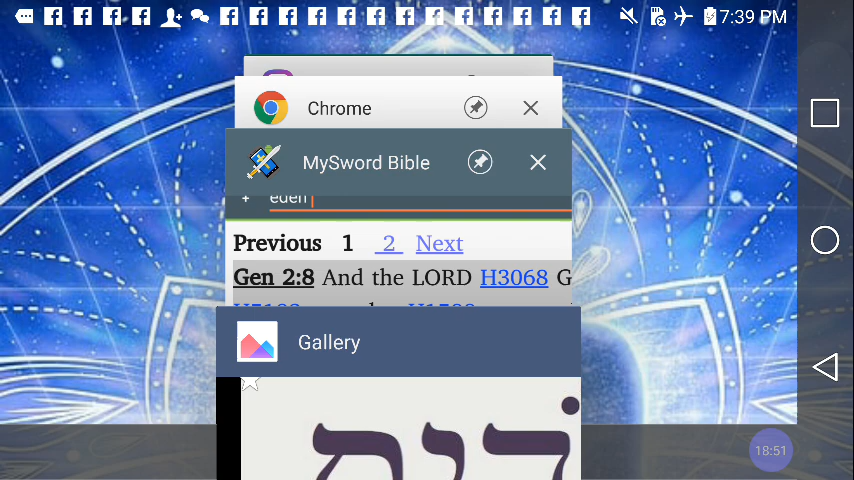 7:39 PM
Chrome
MySword Bible
+ eden
Previous 1 2 Next
Gen 2:8 And the LORD H3068 G
Gallery
18:51